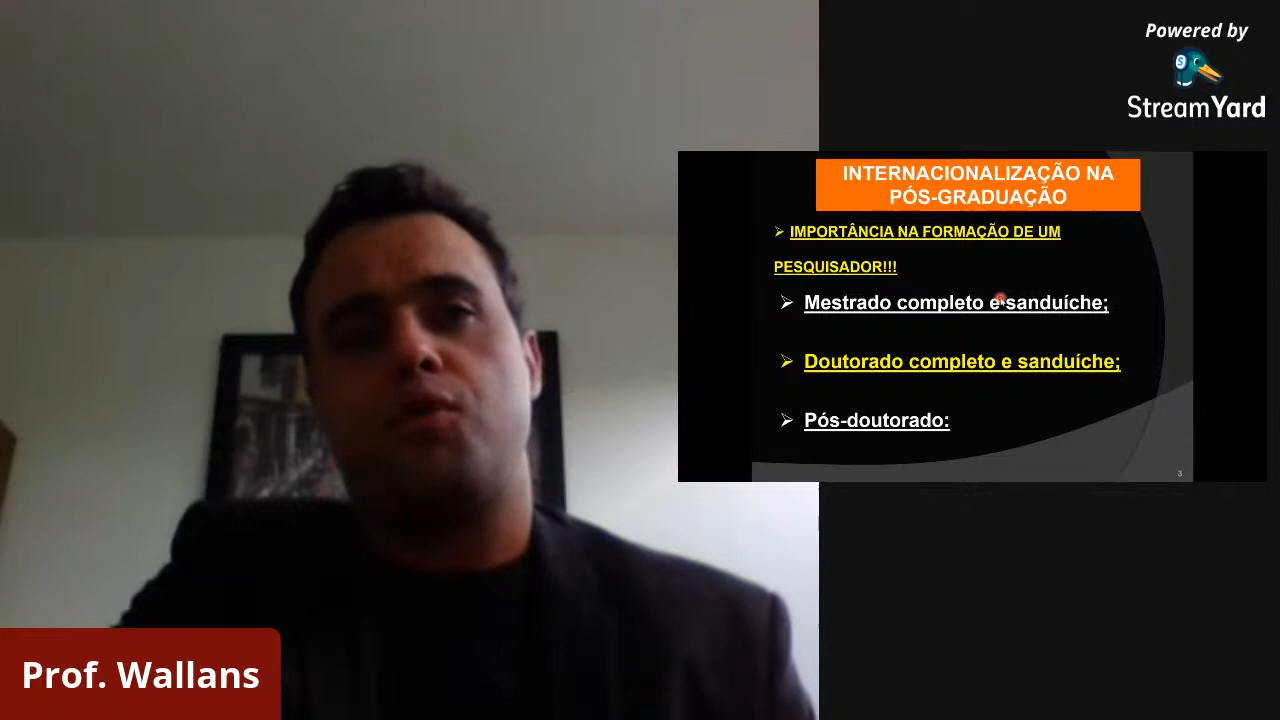 Powered by
StreamYard
INTERNACIONALIZAÇÃO NA
PÓS-GRADUAÇÃO
IMPORTÂNCIA NA FORMAÇÃO DE UM
PESQUISADOR!!!
Mestrado completo e sanduíche;
Doutorado completo e sanduíche;
Pós-doutorado:
3
Prof. Wallans